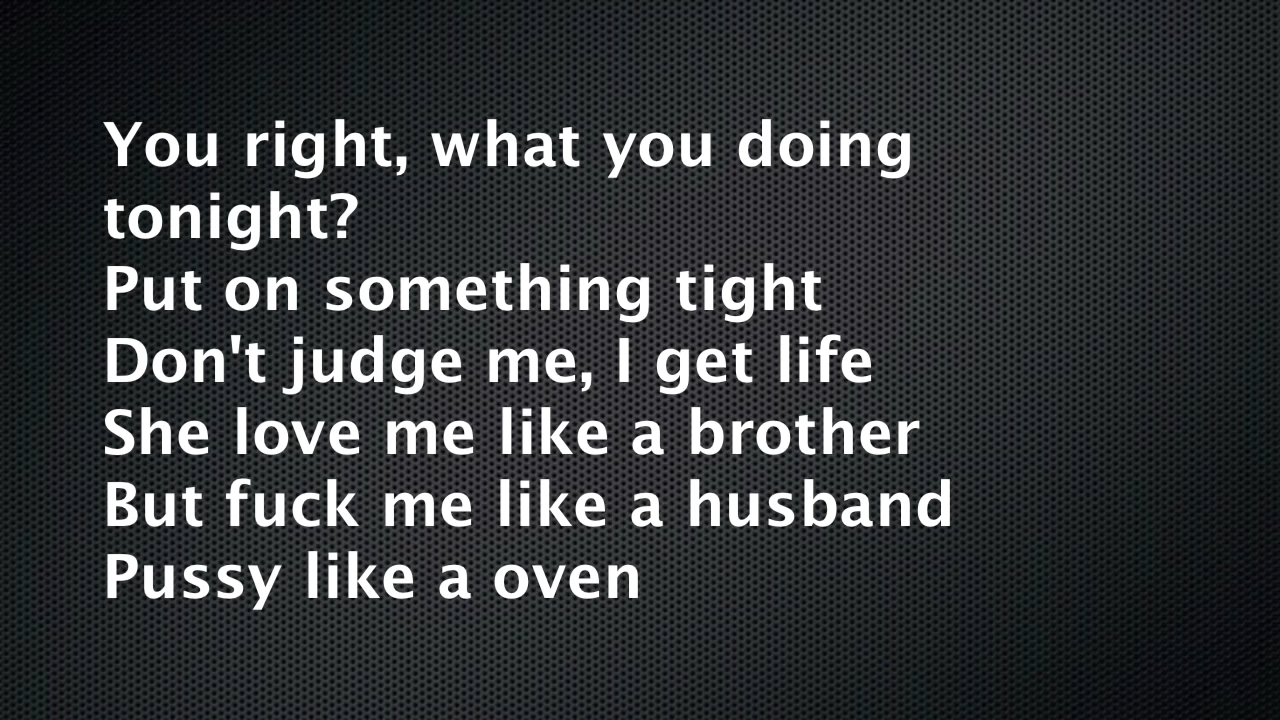 You right, what you doing
tonight?
Put on something tight
Don't judge me, I get life
She love me like a brother
But fuck me like a husband
Pussy like a oven